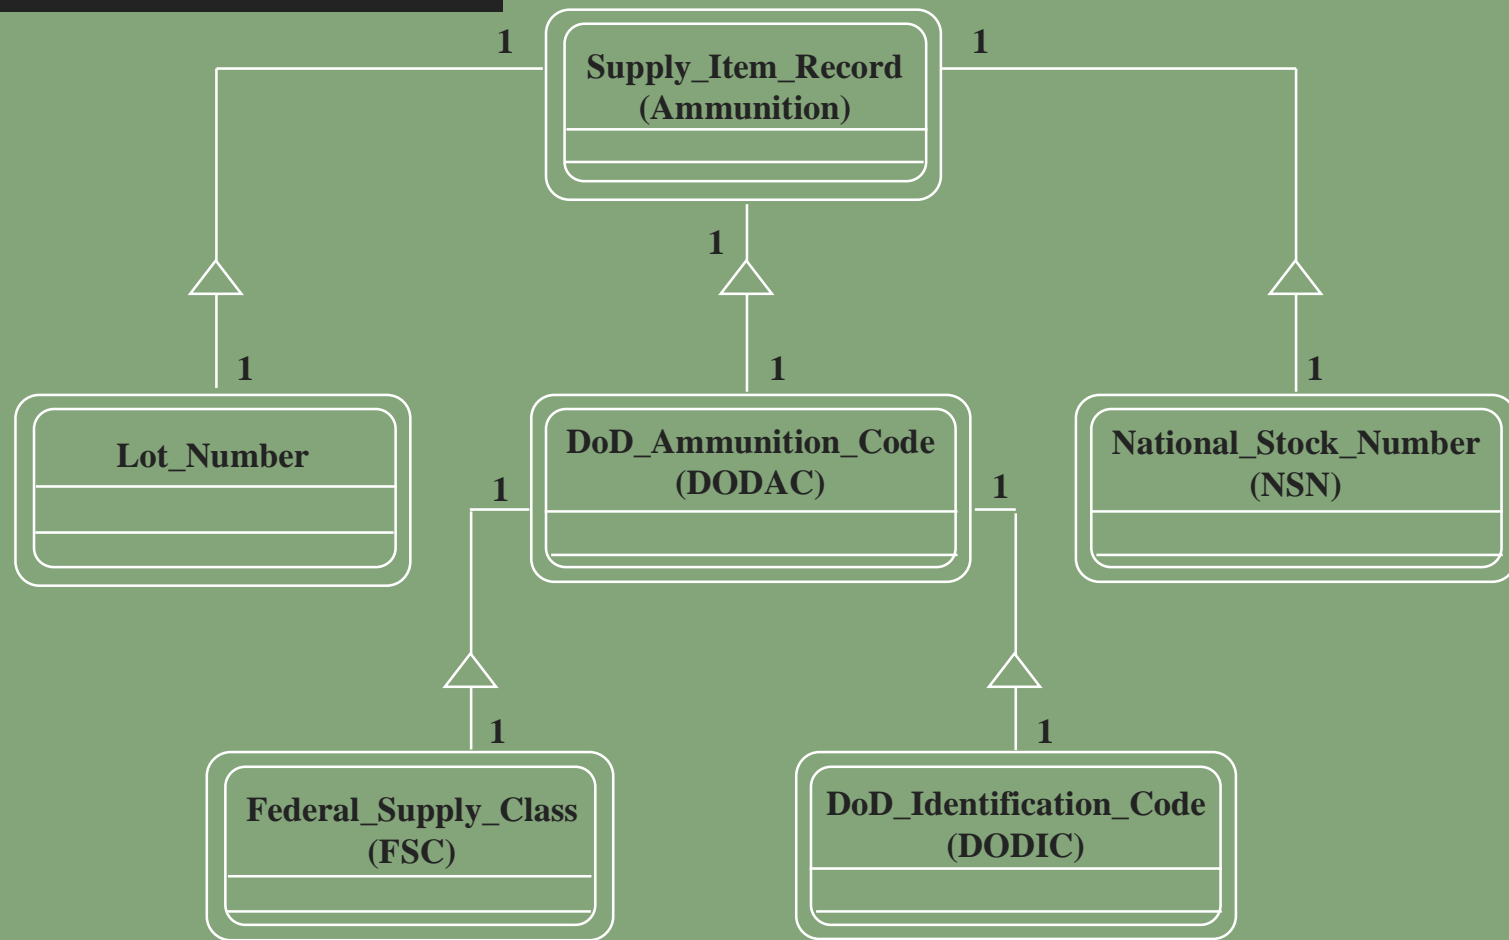 1
1
Supply_Item_Record
(Ammunition)
1
1
1
1
Lot_Number
DoD_Ammunition_Code
(DODAC)
National_Stock_Number
(NSN)
1
1
1
1
Federal_Supply_Class
(FSC)
DoD_Identification_Code
(DODIC)